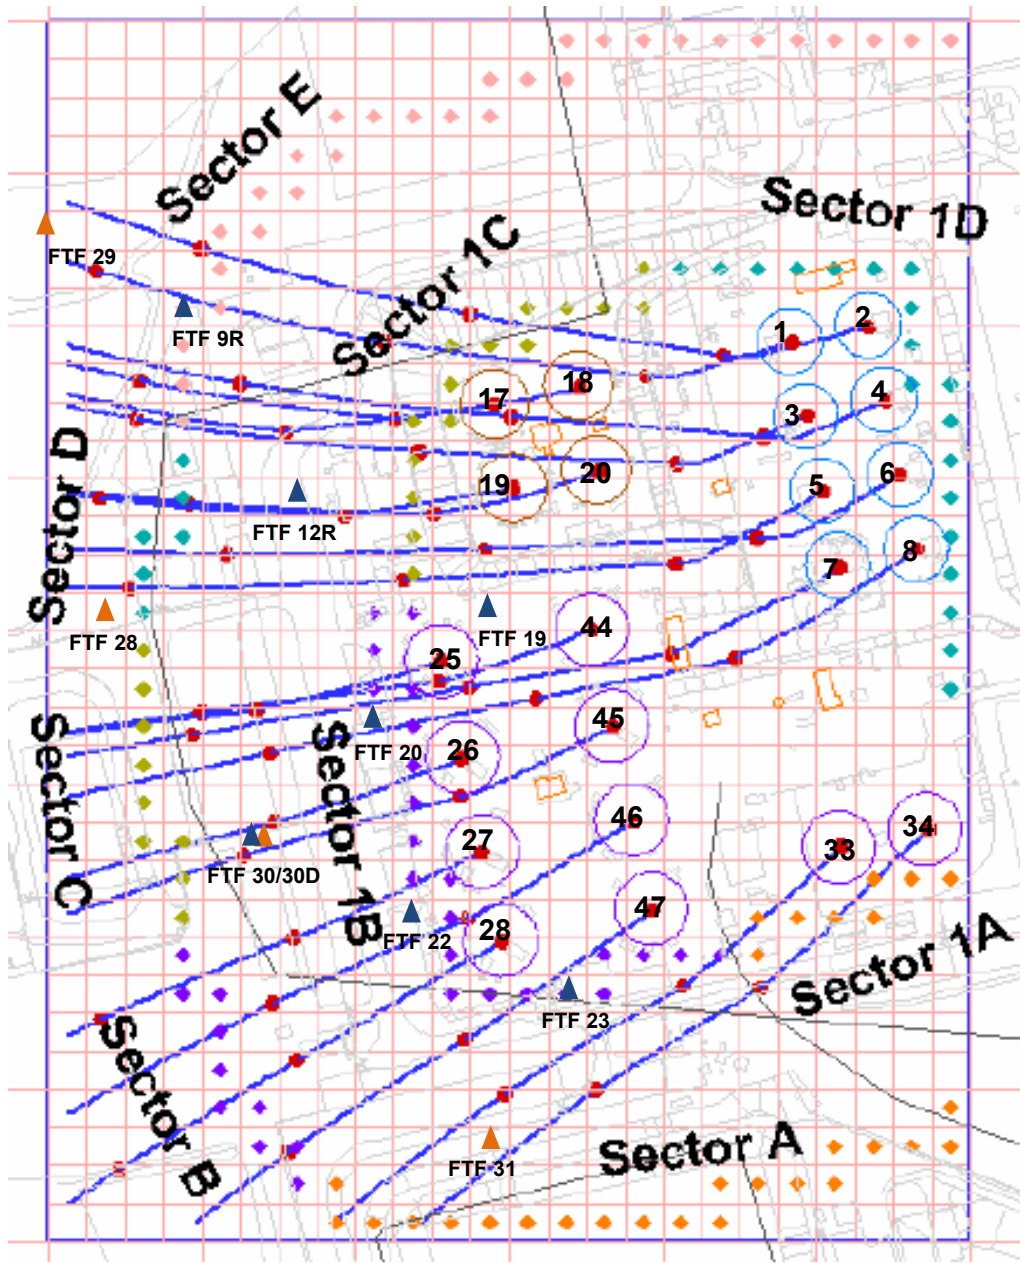 Sector E
Sector 1D
Sector 1C
FTF 29
FTF 9R
1
2
17
18
3
4
19
20
5
6
Sector D
FTF 12R
7
8
FTF 28
FTF 19
44
25
Sector C
Sector 1B
FTF 20
26
45
46
27
33
34
FTF 30/30D
28
47
FTF 22
Sector 1A
FTF 23
Sector B
FTF 31
Sector A